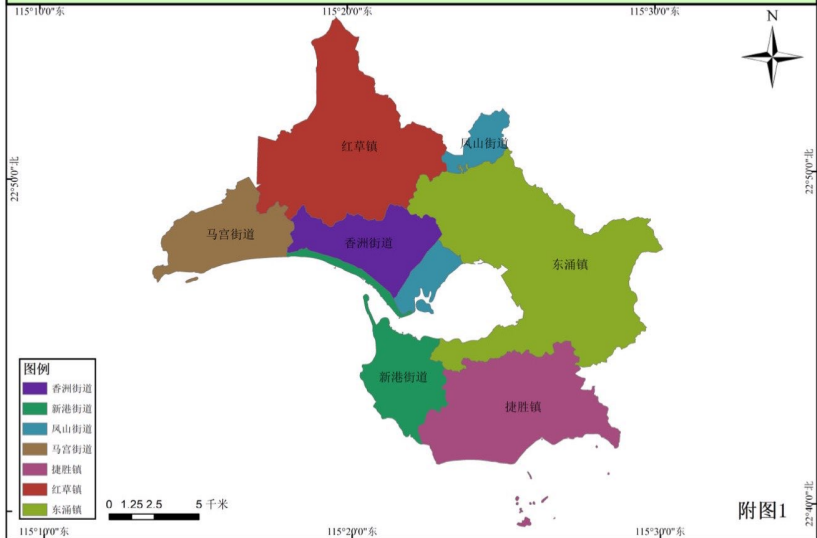 115°10'0"东
115°20'0"东
115°30'0"东
N
22°50'0"北
22°50'0"北
红草镇
凤山街道
马宫街道
香洲街道
东涌镇
新港街道
捷胜镇
图例
香洲街道
新港街道
凤山街道
马宫街道
捷胜镇
红草镇
东涌镇
0 1.25 2.5 5 千米
附图1
22°40'0"北
115°10'0"东
115°20'0"东
115°30'0"东